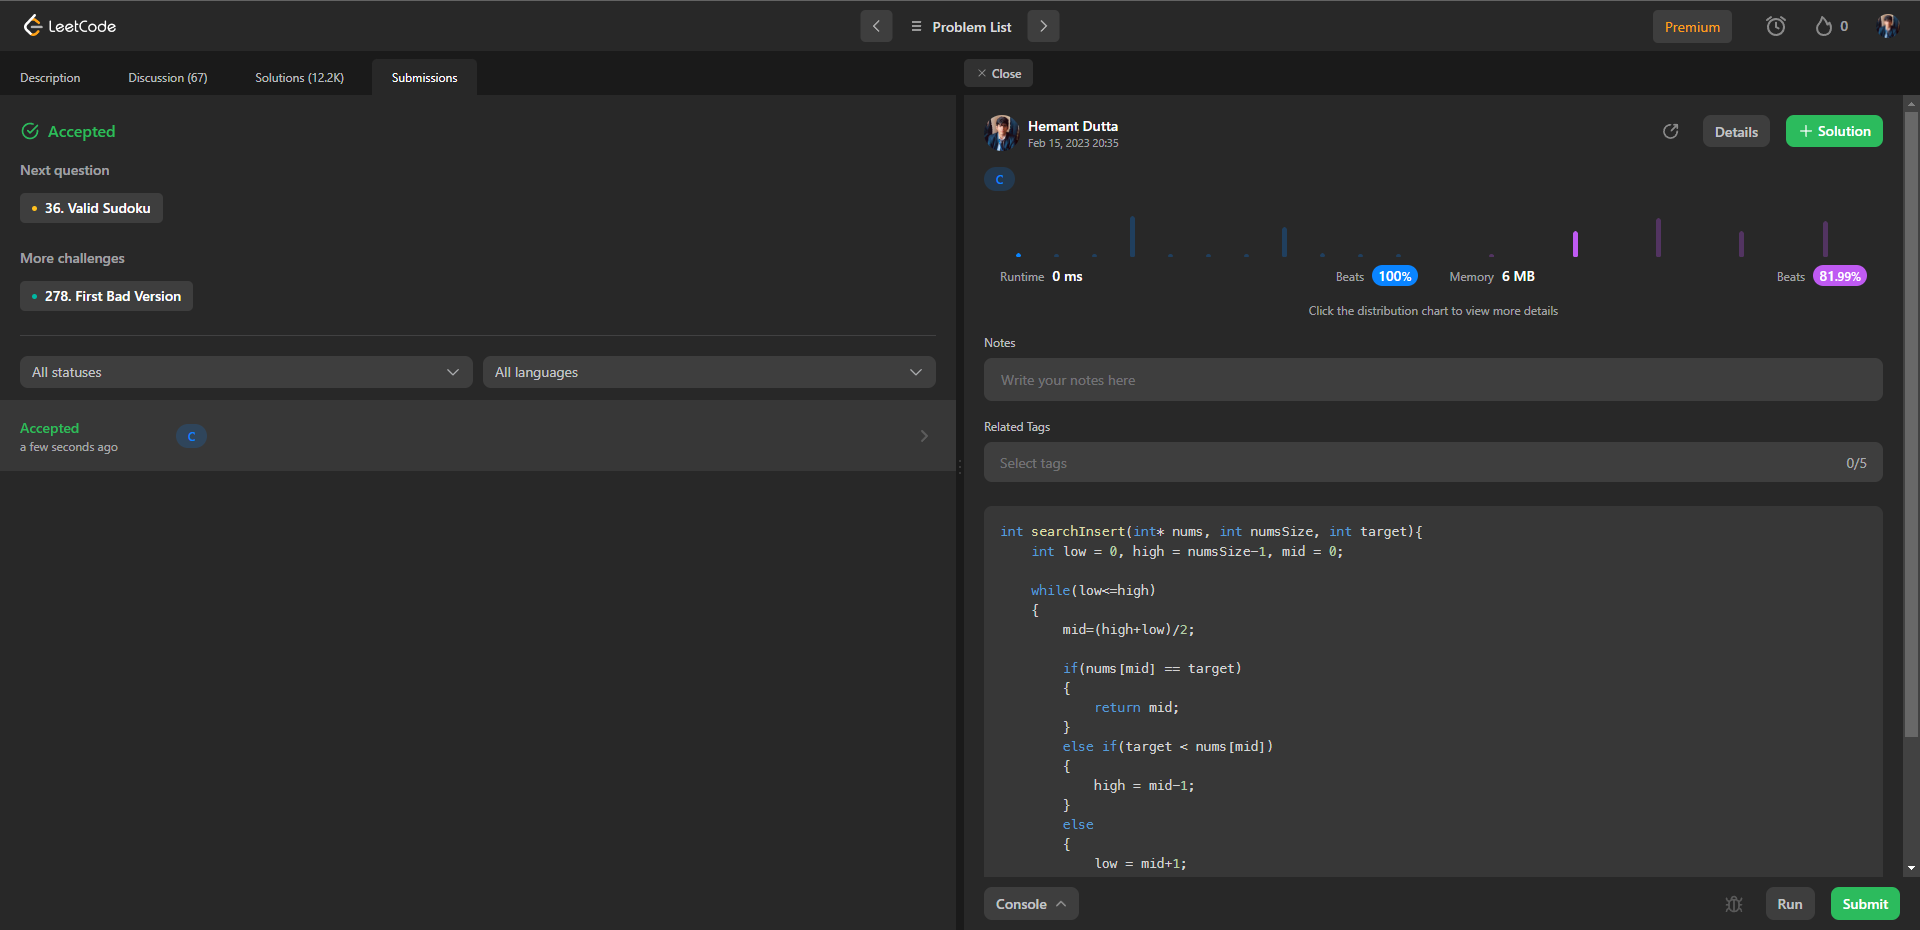 LeetCode
Problem List
Premium
0
Description
Discussion (67)
Solutions (12.2K)
Submissions
Accepted
Next question
36. Valid Sudoku
More challenges
278. First Bad Version
All statuses
All languages
Accepted
a few seconds ago
C
Close
Hemant Dutta
Feb 15, 2023 20:35
Details
+ Solution
C
Runtime 0 ms
Beats 100%
Memory 6 MB
Beats 81.99%
Click the distribution chart to view more details
Notes
Write your notes here
Related Tags
Select tags
0/5
int searchInsert(int* nums, int numsSize, int target){
    int low = 0, high = numsSize-1, mid = 0;
    while(low<=high)
    {
        mid=(high+low)/2;
        if(nums[mid] == target)
        {
            return mid;
        }
        else if(target < nums[mid])
        {
            high = mid-1;
        }
        else
        {
            low = mid+1;
Console
Run
Submit